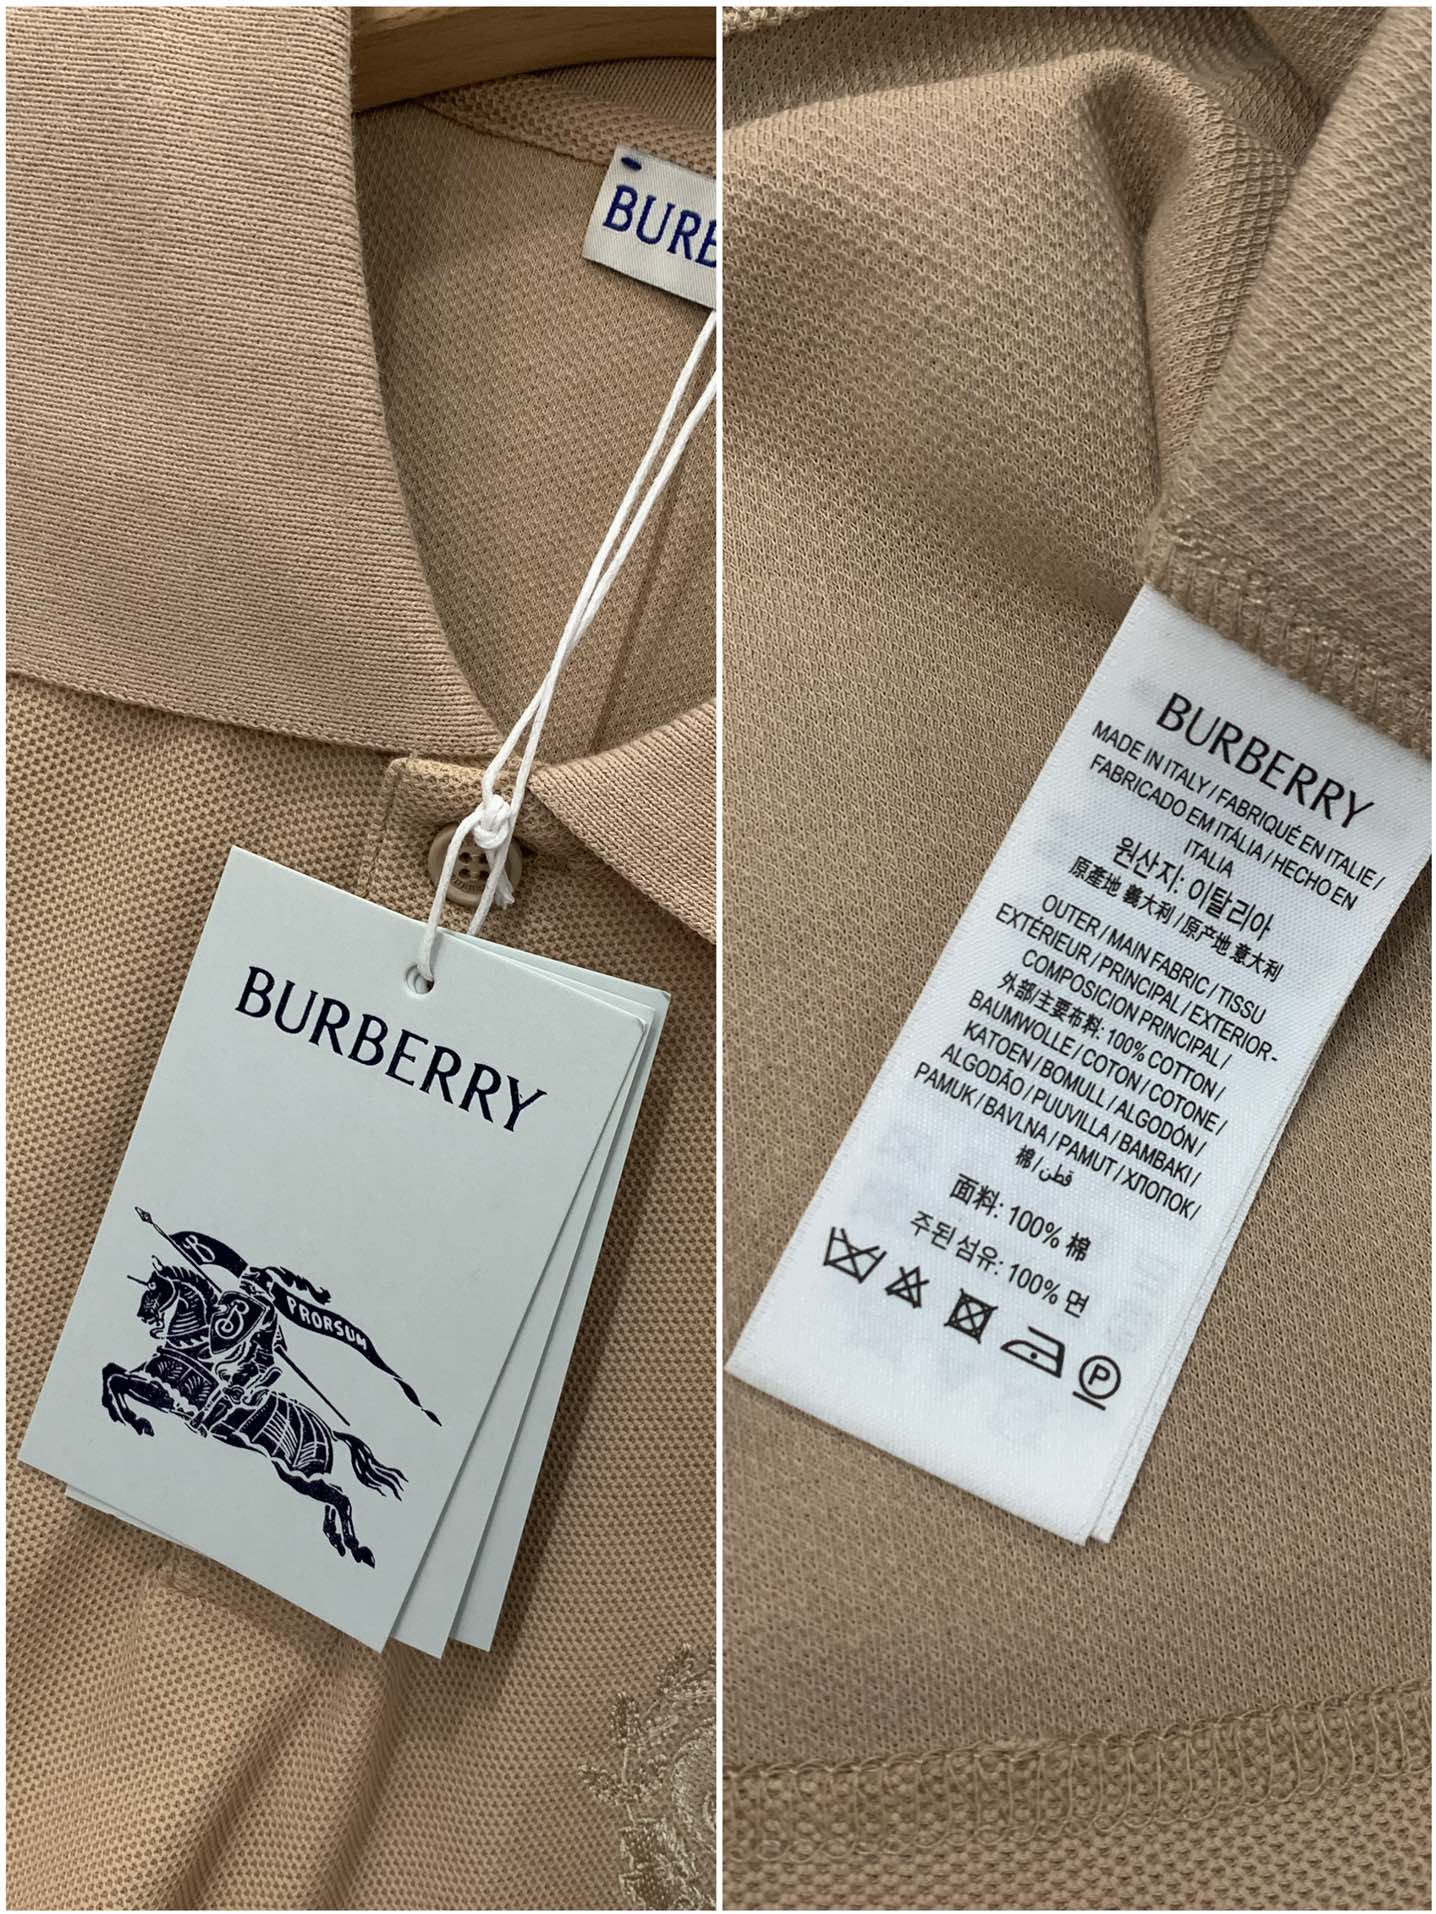 BURB
BURBERRY
B
PRORSUM
B
BURBERRY
MADE IN ITALY / FABRIQUÉ EN ITALIE /
FABRICADO EM ITÁLIA / HECHO EN
ITALIA
원산지: 이탈리아
原產地 義大利 / 原产地 意大利
OUTER / MAIN FABRIC / TISSU
EXTÉRIEUR / PRINCIPAL / EXTERIOR-
COMPOSICION PRINCIPAL /
外部/主要布料: 100% COTTON /
BAUMWOLLE / COTON / COTONE /
KATOEN / BOMULL / ALGODÓN /
ALGODÃO / PUUVILLA / BAMBAKI /
PAMUK / BAVLNA / PAMUT / ХЛОПОК /
棉 / قطن
面料: 100% 棉
주된 섬유: 100% 면
P